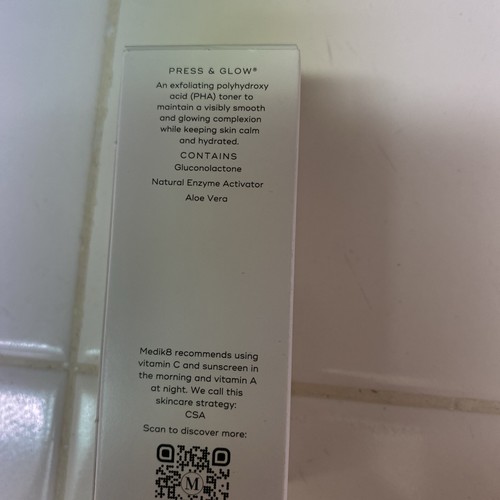 PRESS & GLOW®
An exfoliating polyhydroxy
acid (PHA) toner to
maintain a visibly smooth
and glowing complexion
while keeping skin calm
and hydrated.
CONTAINS
Gluconolactone
Natural Enzyme Activator
Aloe Vera
Medik8 recommends using
vitamin C and sunscreen in
the morning and vitamin A
at night. We call this
skincare strategy:
CSA
Scan to discover more:
M